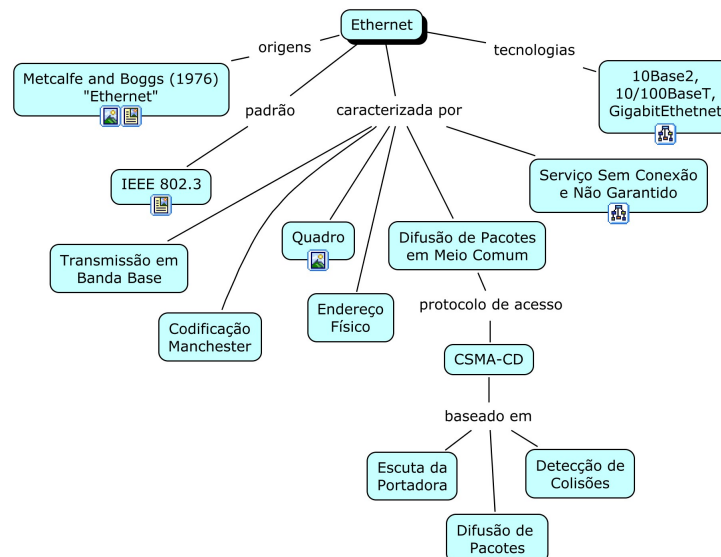 Ethernet
origens
tecnologias
Metcalfe and Boggs (1976)
"Ethernet"
10Base2,
10/100BaseT,
GigabitEthetnet
padrão
caracterizada por
IEEE 802.3
Serviço Sem Conexão
e Não Garantido
Quadro
Difusão de Pacotes
em Meio Comum
Transmissão em
Banda Base
Endereço
Físico
Codificação
Manchester
protocolo de acesso
CSMA-CD
baseado em
Escuta da
Portadora
Detecção de
Colisões
Difusão de
Pacotes